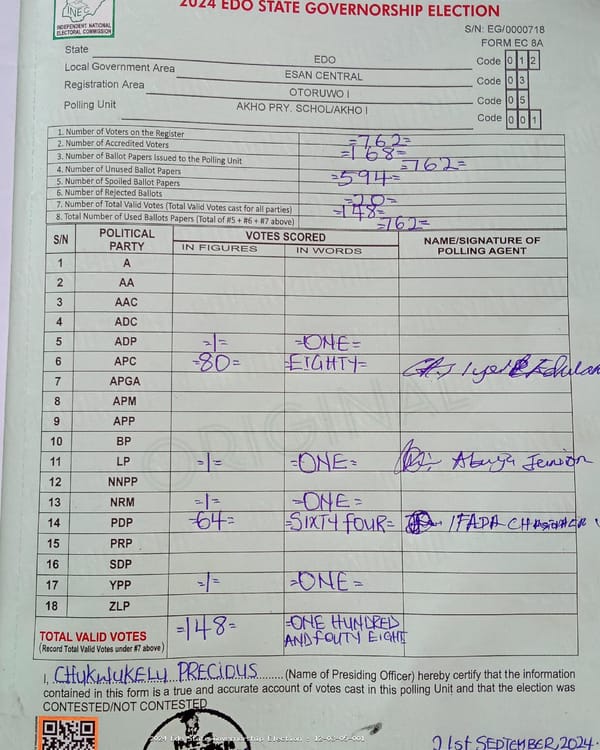 2024 EDO STATE GOVERNORSHIP ELECTION
INEC
INDEPENDENT NATIONAL
ELECTORAL COMMISSION
S/N: EG/0000718
FORM EC 8A
State EDO Code 0 1 2
Local Government Area ESAN CENTRAL Code 0 3
Registration Area OTORUWO I Code 0 5
Polling Unit AKHO PRY. SCHOL/AKHO I Code 0 0 1
1. Number of Voters on the Register =762=
2. Number of Accredited Voters =168=
3. Number of Ballot Papers Issued to the Polling Unit =762=
4. Number of Unused Ballot Papers =594=
5. Number of Spoiled Ballot Papers
6. Number of Rejected Ballots =20=
7. Number of Total Valid Votes (Total Valid Votes cast for all parties) =148=
8. Total Number of Used Ballots Papers (Total of #5 + #6 + #7 above) =762=
S/N POLITICAL PARTY VOTES SCORED NAME/SIGNATURE OF POLLING AGENT
IN FIGURES IN WORDS
1 A
2 AA
3 AAC
4 ADC
5 ADP =1= =ONE=
6 APC =80= =EIGHTY=
7 APGA
8 APM
9 APP
10 BP
11 LP =1= =ONE=
12 NNPP
13 NRM =1= =ONE=
14 PDP =64= =SIXTY FOUR=
15 PRP
16 SDP
17 YPP =1= =ONE=
18 ZLP
TOTAL VALID VOTES =148= =ONE HUNDRED
(Record Total Valid Votes under #7 above) AND FOUTY EIGHT
ORIGINAL
I, CHUKWUKELU PRECIOUS (Name of Presiding Officer) hereby certify that the information
contained in this form is a true and accurate account of votes cast in this polling Unit and that the election was
CONTESTED/NOT CONTESTED
2024 Edo State Governorship Election - 12-03-05-001
21st SEPTEMBER, 2024